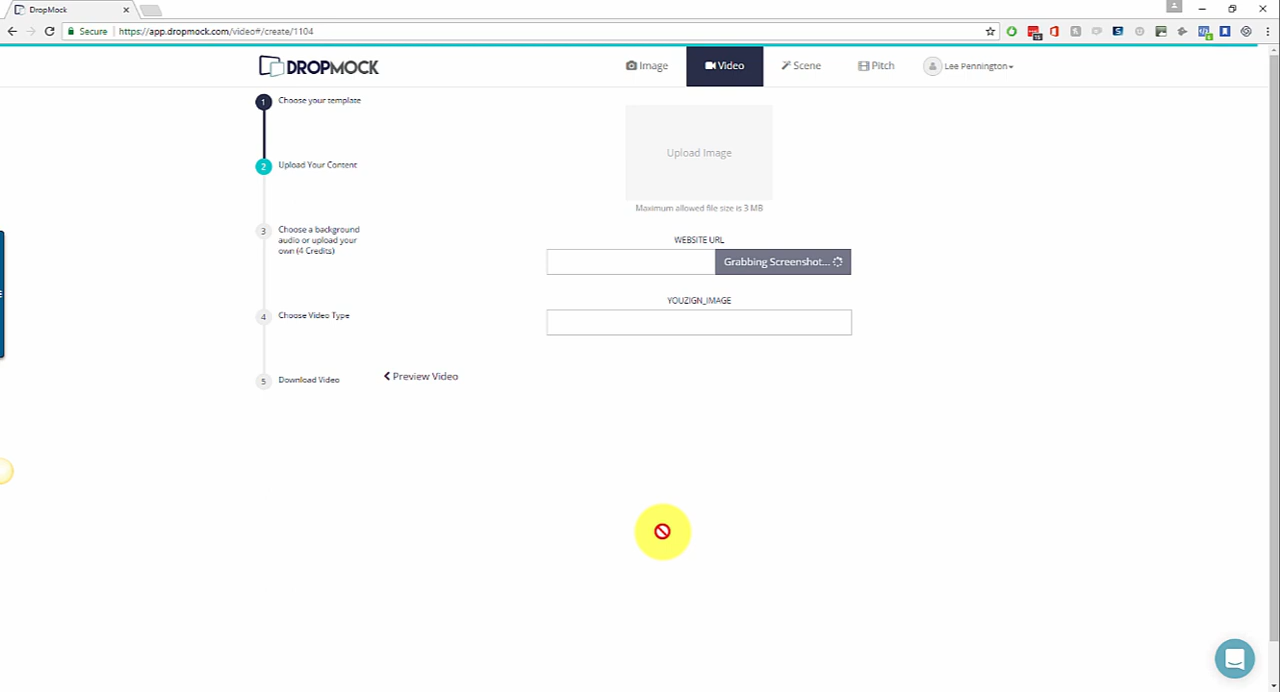 DropMock
Secure
https://app.dropmock.com/video#/create/1104
DROPMOCK
Image
Video
Scene
Pitch
Lee Pennington
1
Choose your template
2
Upload Your Content
3
Choose a background
audio or upload your
own (4 Credits)
4
Choose Video Type
5
Download Video
Preview Video
Upload Image
Maximum allowed file size is 3 MB
WEBSITE URL
Grabbing Screenshot...
YOUZIGN_IMAGE